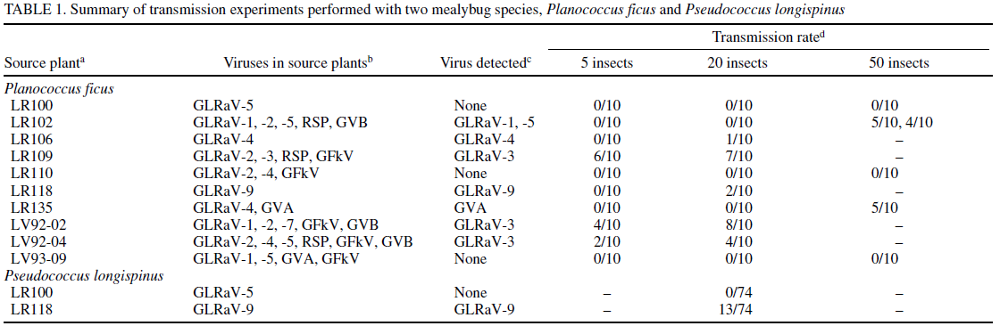 TABLE 1. Summary of transmission experiments performed with two mealybug species, Planococcus ficus and Pseudococcus longispinus
Transmission rateᵈ
Source plantᵃ Viruses in source plantsᵇ Virus detectedᶜ 5 insects 20 insects 50 insects
Planococcus ficus
LR100 GLRaV-5 None 0/10 0/10 0/10
LR102 GLRaV-1, -2, -5, RSP, GVB GLRaV-1, -5 0/10 0/10 5/10, 4/10
LR106 GLRaV-4 GLRaV-4 0/10 1/10 –
LR109 GLRaV-2, -3, RSP, GFkV GLRaV-3 6/10 7/10 –
LR110 GLRaV-2, -4, GFkV None 0/10 0/10 0/10
LR118 GLRaV-9 GLRaV-9 0/10 2/10 –
LR135 GLRaV-4, GVA GVA 0/10 0/10 5/10
LV92-02 GLRaV-1, -2, -7, GFkV, GVB GLRaV-3 4/10 8/10 –
LV92-04 GLRaV-2, -4, -5, RSP, GFkV, GVB GLRaV-3 2/10 4/10 –
LV93-09 GLRaV-1, -5, GVA, GFkV None 0/10 0/10 0/10
Pseudococcus longispinus
LR100 GLRaV-5 None – 0/74 –
LR118 GLRaV-9 GLRaV-9 – 13/74 –